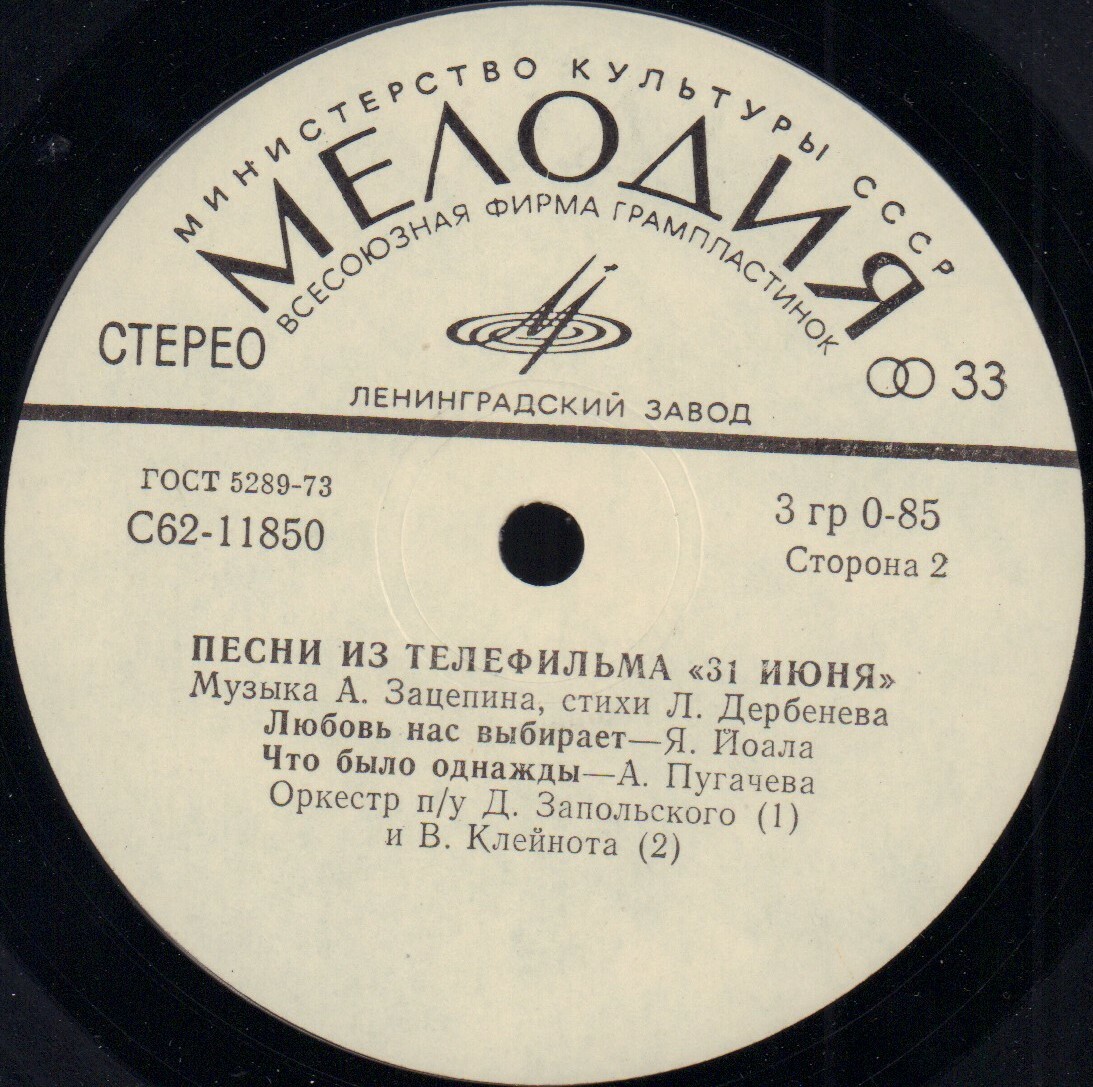 МИНИСТЕРСТВО КУЛЬТУРЫ СССР
МЕЛОДИЯ
ВСЕСОЮЗНАЯ ФИРМА ГРАМПЛАСТИНОК
СТЕРЕО
33
ЛЕНИНГРАДСКИЙ ЗАВОД
ГОСТ 5289-73
С62-11850
3 гр 0-85
Сторона 2
ПЕСНИ ИЗ ТЕЛЕФИЛЬМА «31 ИЮНЯ»
Музыка А. Зацепина, стихи Л. Дербенева
Любовь нас выбирает—Я. Йоала
Что было однажды—А. Пугачева
Оркестр п/у Д. Запольского (1)
и В. Клейнота (2)